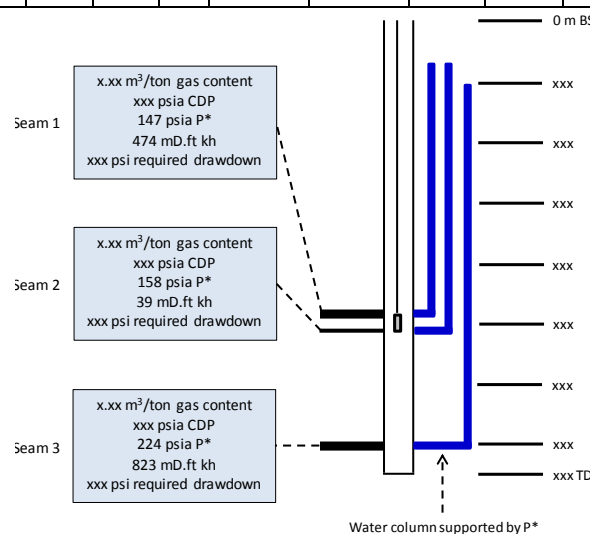 0 m BS
Seam 1
x.xx m³/ton gas content
xxx psia CDP
147 psia P*
474 mD.ft kh
xxx psi required drawdown
Seam 2
x.xx m³/ton gas content
xxx psia CDP
158 psia P*
39 mD.ft kh
xxx psi required drawdown
Seam 3
x.xx m³/ton gas content
xxx psia CDP
224 psia P*
823 mD.ft kh
xxx psi required drawdown
xxx
xxx
xxx
xxx
xxx
xxx
xxx
xxx TD
Water column supported by P*